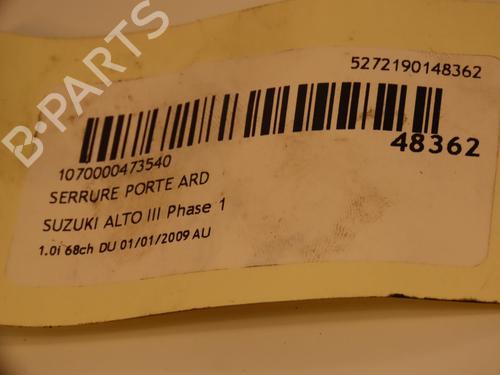 B-PARTS
5272190148362
48362
1070000473540
SERRURE PORTE ARD
SUZUKI ALTO III Phase 1
1.0i 68ch DU 01/01/2009 AU